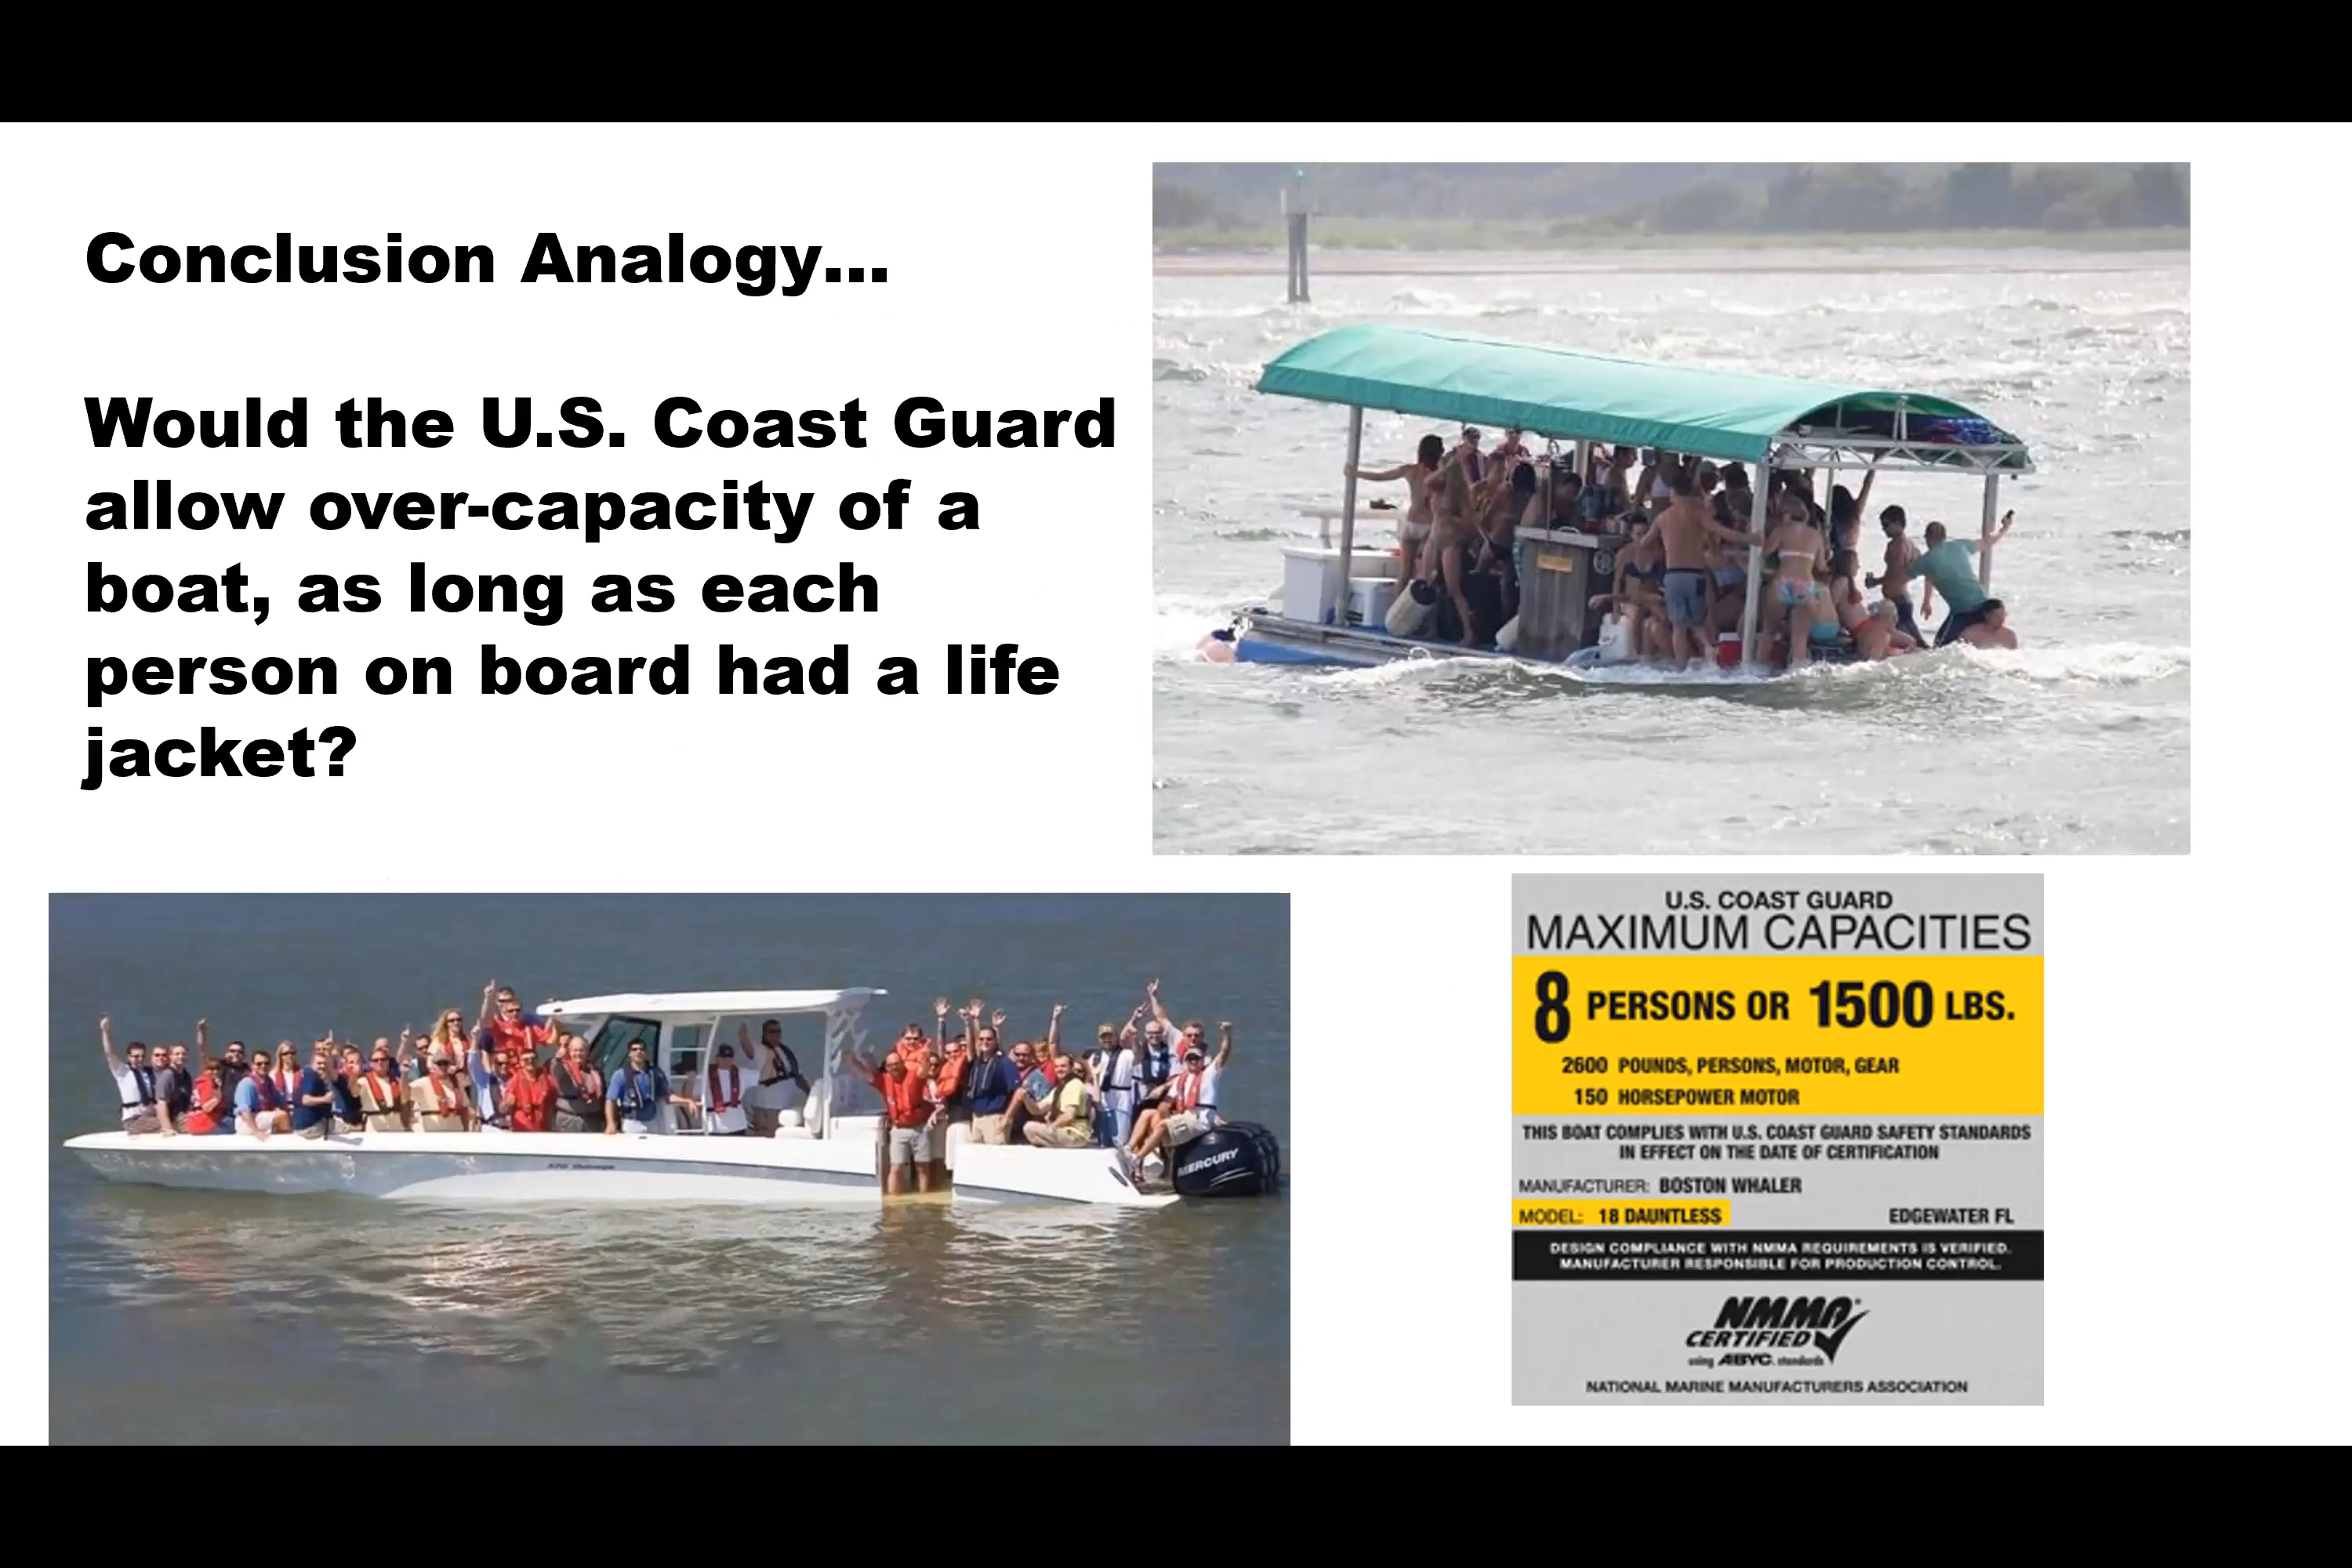 Conclusion Analogy...
Would the U.S. Coast Guard
allow over-capacity of a
boat, as long as each
person on board had a life
jacket?
MERCURY
U.S. COAST GUARD
MAXIMUM CAPACITIES
8 PERSONS OR 1500 LBS.
2600 POUNDS, PERSONS, MOTOR, GEAR
150 HORSEPOWER MOTOR
THIS BOAT COMPLIES WITH U.S. COAST GUARD SAFETY STANDARDS
IN EFFECT ON THE DATE OF CERTIFICATION
MANUFACTURER: BOSTON WHALER
MODEL: 18 DAUNTLESS EDGEWATER FL
DESIGN COMPLIANCE WITH NMMA REQUIREMENTS IS VERIFIED.
MANUFACTURER RESPONSIBLE FOR PRODUCTION CONTROL.
NMMA®
CERTIFIED
using ABYC standards
NATIONAL MARINE MANUFACTURERS ASSOCIATION